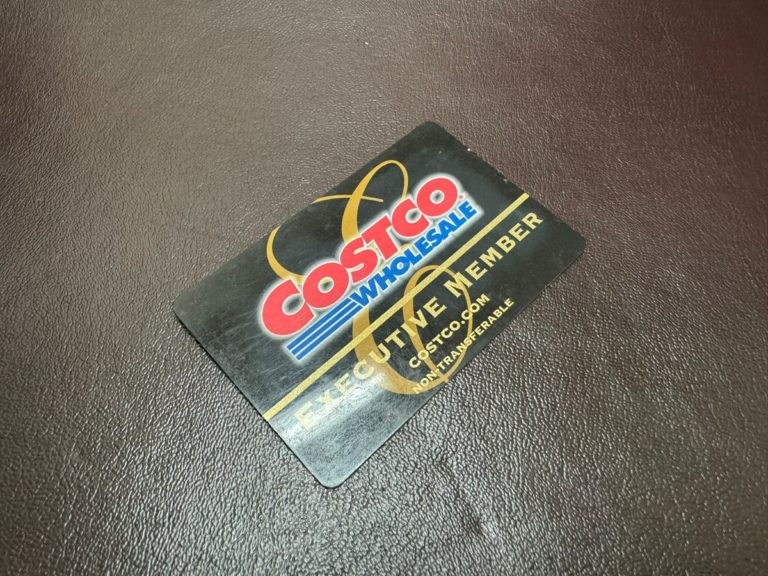 COSTCO
WHOLESALE
EXECUTIVE MEMBER
COSTCO.COM
NON-TRANSFERABLE